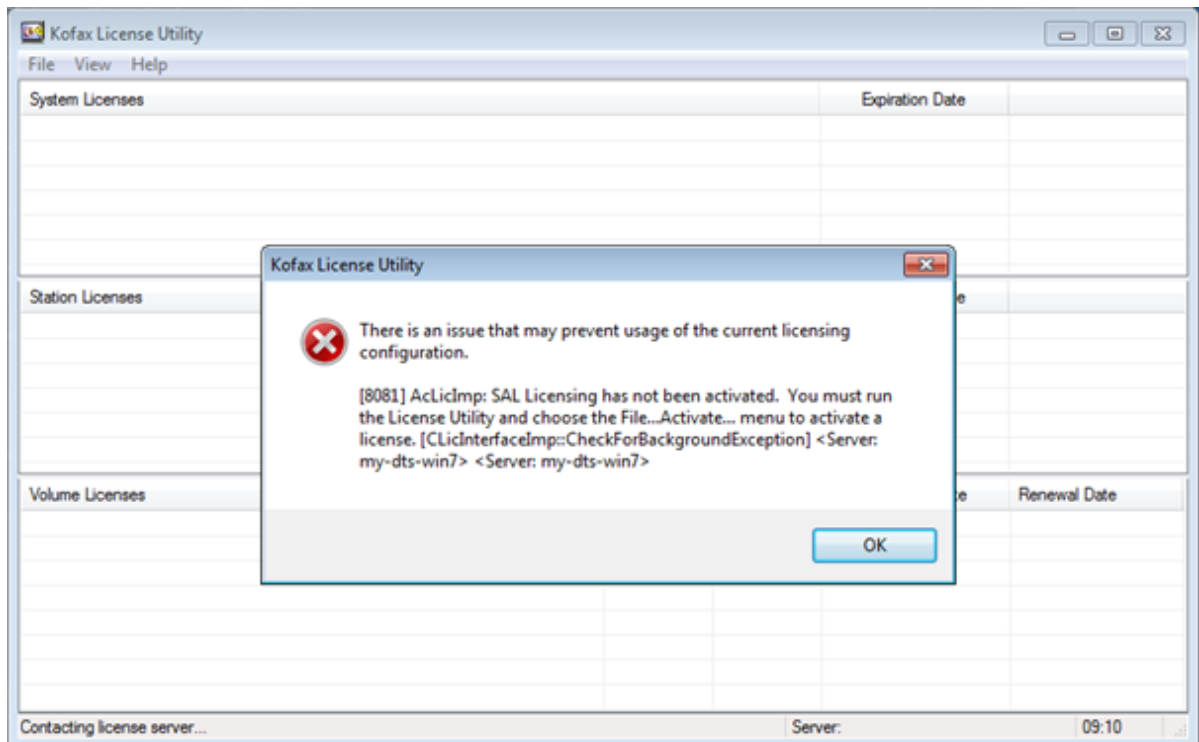 Kofax License Utility
File View Help
System Licenses Expiration Date
Kofax License Utility
Station Licenses e
There is an issue that may prevent usage of the current licensing
configuration.
[8081] AcLicImp: SAL Licensing has not been activated.  You must run
the License Utility and choose the File...Activate... menu to activate a
license. [CLicInterfaceImp::CheckForBackgroundException] <Server:
my-dts-win7> <Server: my-dts-win7>
OK
Volume Licenses e Renewal Date
Contacting license server... Server: 09:10